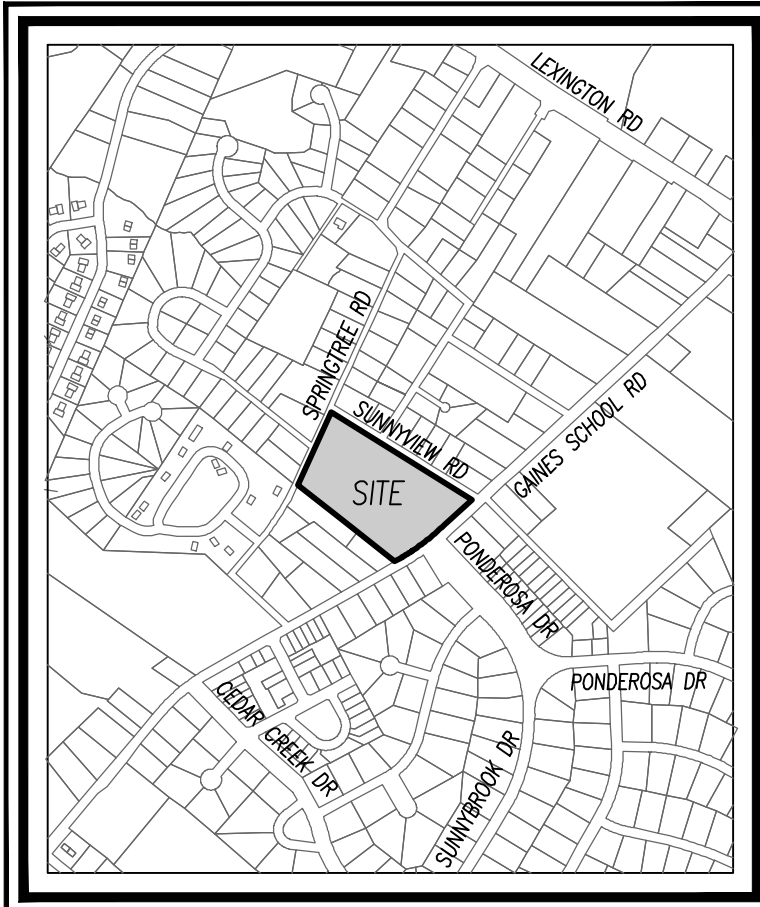 LEXINGTON RD
SPRINGTREE RD
SUNNYVIEW RD
GAINES SCHOOL RD
SITE
PONDEROSA DR
PONDEROSA DR
CEDAR CREEK DR
SUNNYBROOK DR